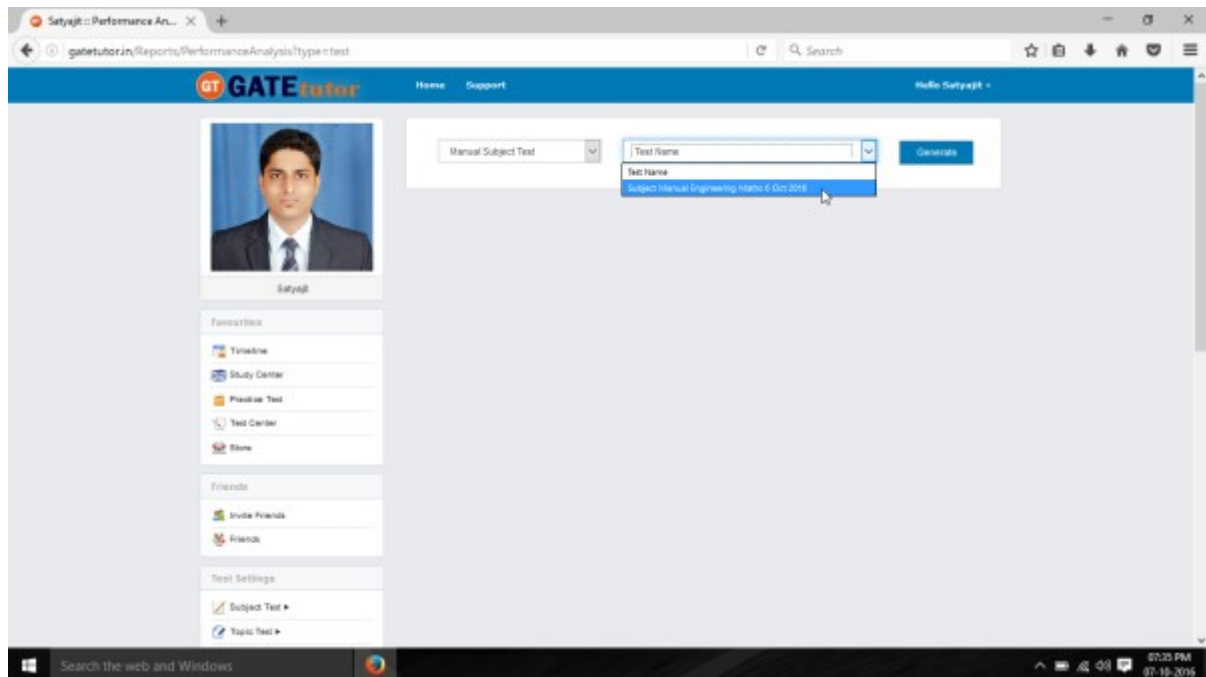 Satyajit :: Performance An...
gatetutor.in/Reports/PerformanceAnalysis?type=test
Search
GT GATEtutor
Home Support
Hello Satyajit
Manual Subject Test
Test Name
Generate
Test Name
Subject Manual Engineering Maths 6 Oct 2016
Satyajit
Favourites
Timeline
Study Center
Practise Test
Test Center
Store
Friends
Invite Friends
Friends
Test Settings
Subject Test
Topic Test
Search the web and Windows
07:35 PM
07-10-2016